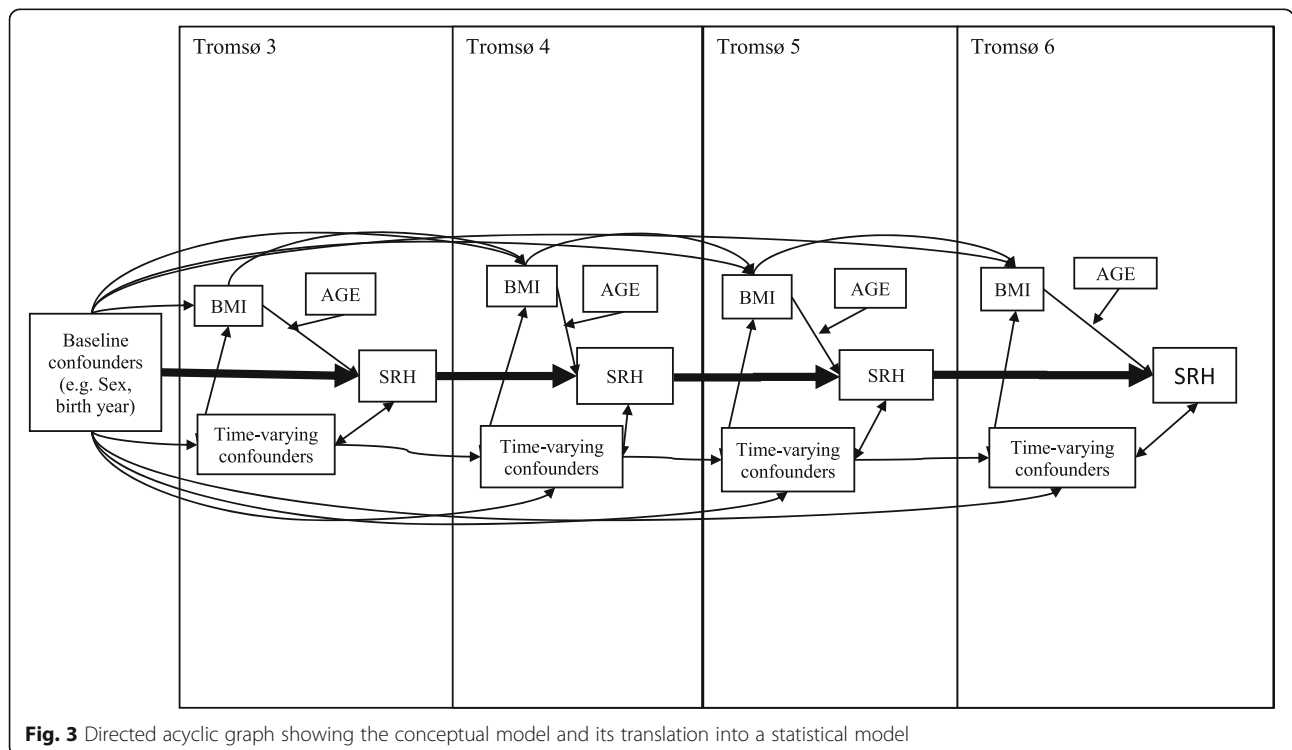 Tromsø 3
Tromsø 4
Tromsø 5
Tromsø 6
Baseline
confounders
(e.g. Sex,
birth year)
BMI
AGE
SRH
Time-varying
confounders
BMI
AGE
SRH
Time-varying
confounders
BMI
AGE
SRH
Time-varying
confounders
BMI
AGE
SRH
Time-varying
confounders
Fig. 3 Directed acyclic graph showing the conceptual model and its translation into a statistical model